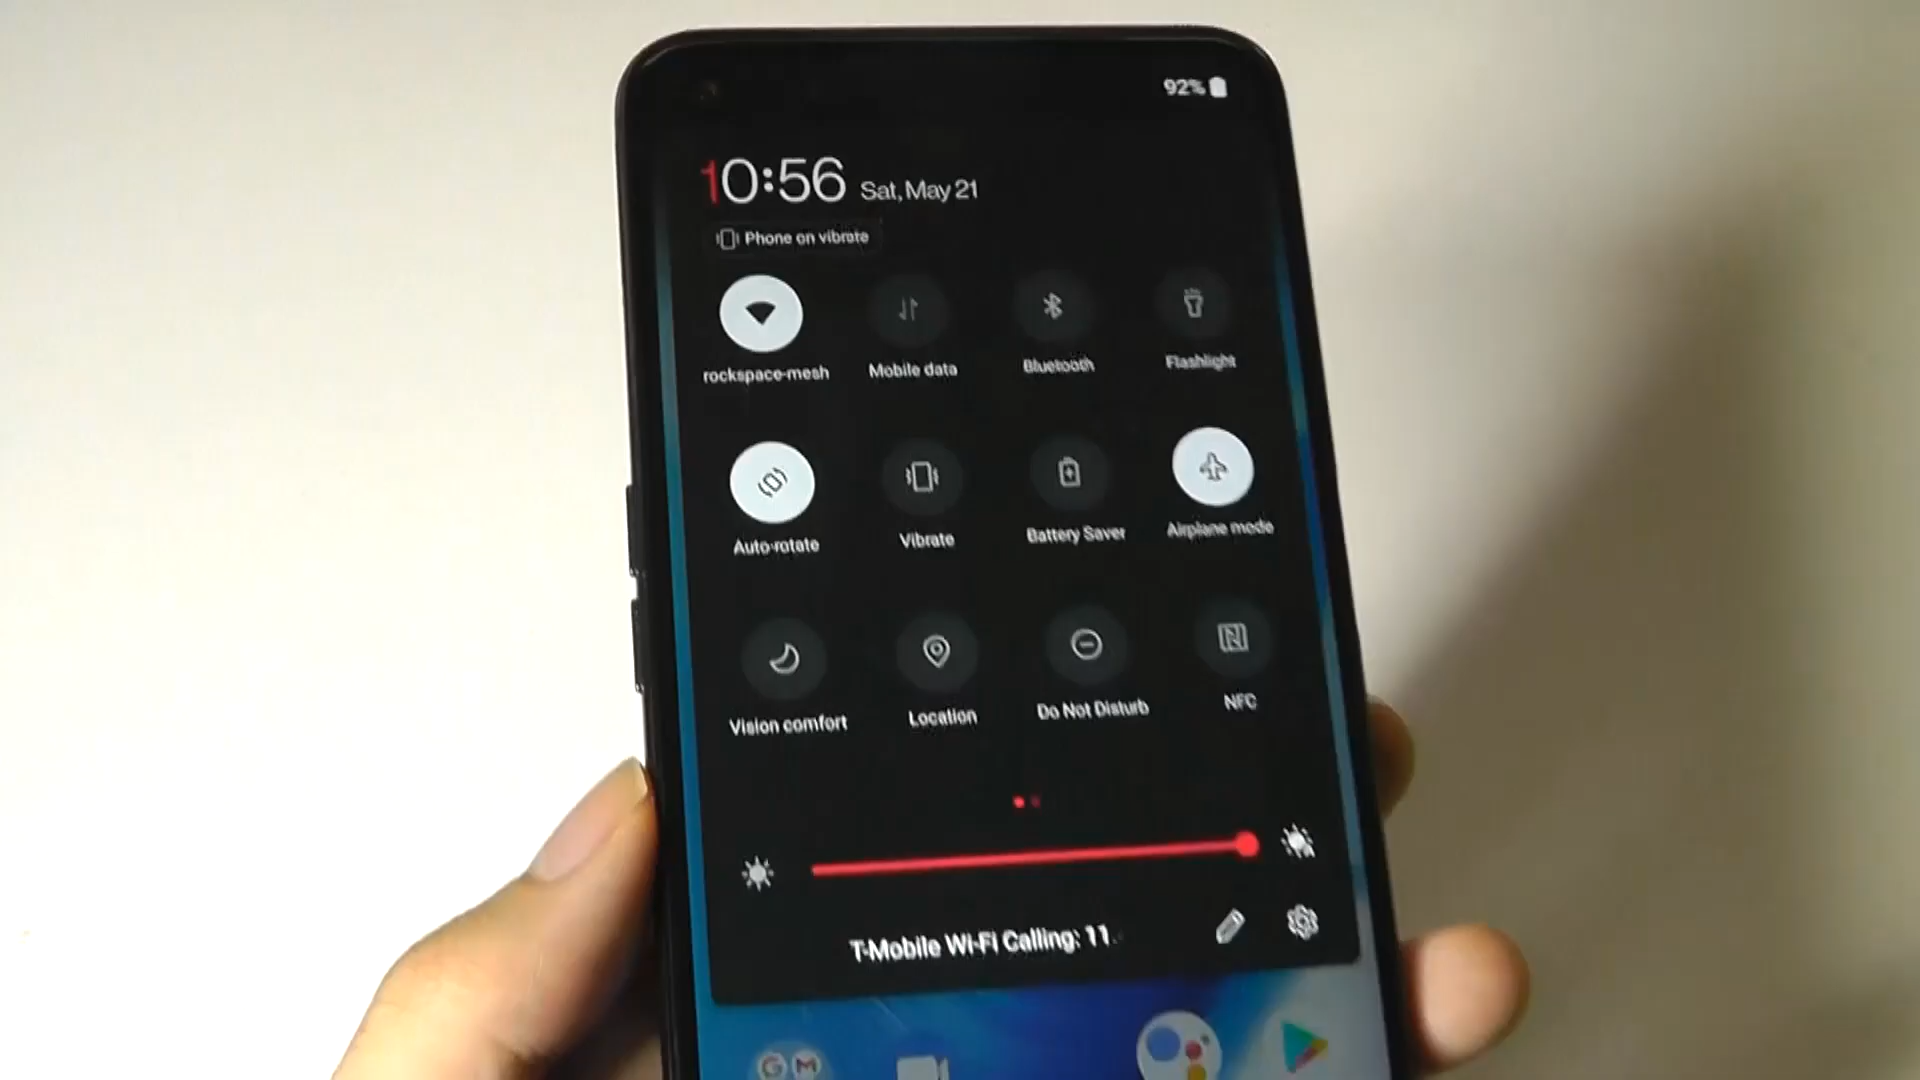 92%
10:56 Sat, May 21
Phone on vibrate
rockspace-mesh Mobile data Bluetooth Flashlight
Auto-rotate Vibrate Battery Saver Airplane mode
Vision comfort Location Do Not Disturb NFC
T-Mobile Wi-Fi Calling: 11